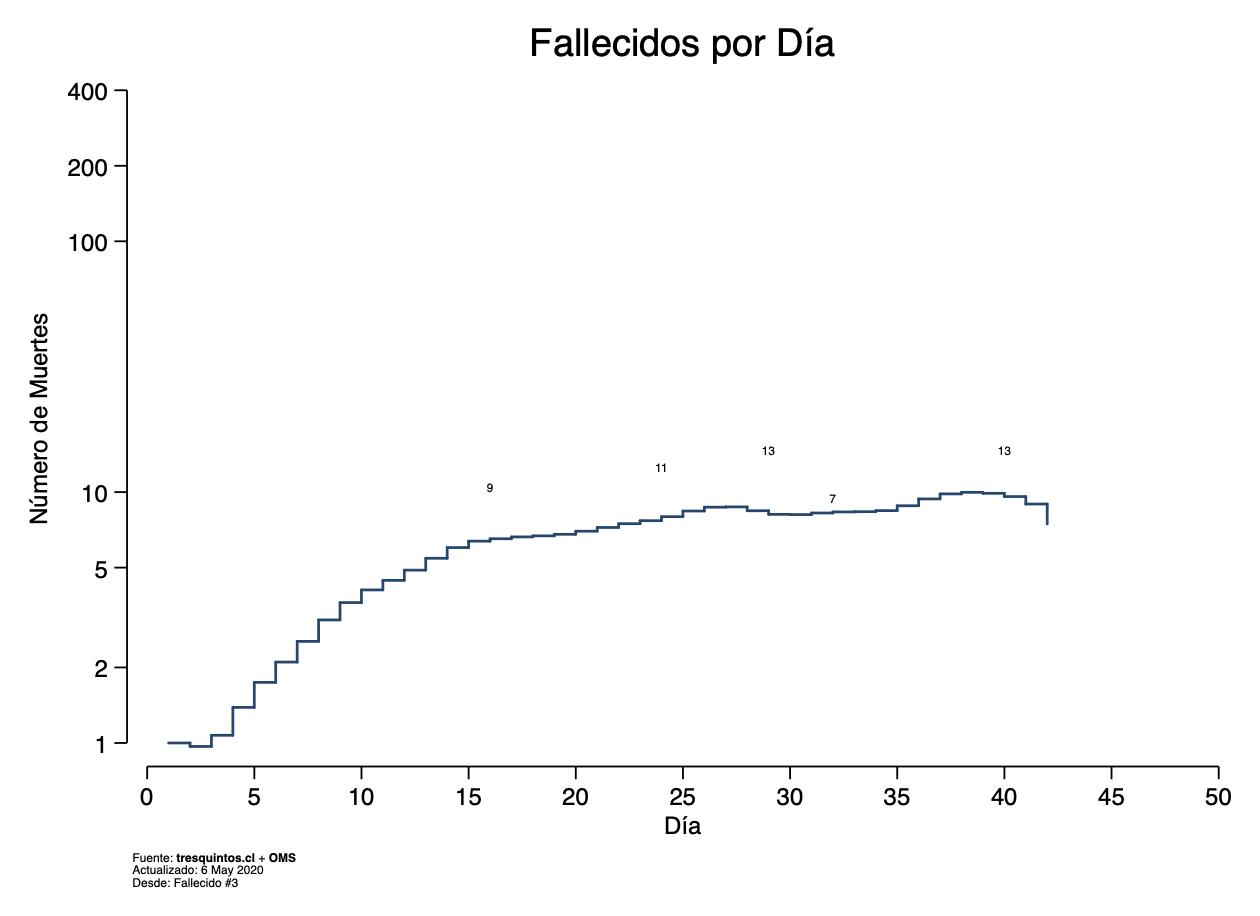 Fallecidos por Día
400
200
100
10
5
2
1
Número de Muertes
9
11
13
7
13
0 5 10 15 20 25 30 35 40 45 50
Día
Fuente: tresquintos.cl + OMS
Actualizado: 6 May 2020
Desde: Fallecido #3